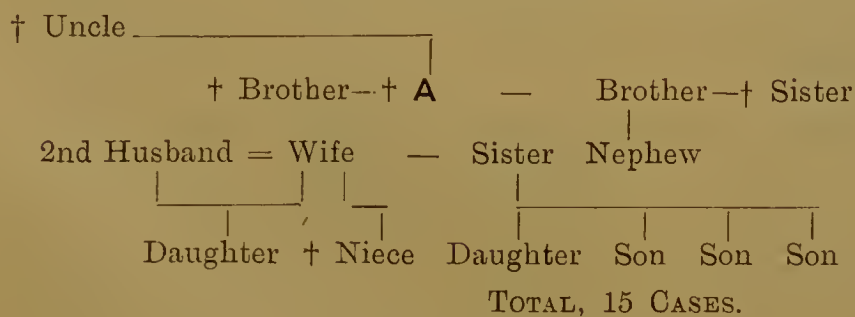 † Uncle
† Brother-- † A — Brother—† Sister
2nd Husband = Wife — Sister Nephew
Daughter † Niece Daughter Son Son Son
TOTAL, 15 CASES.